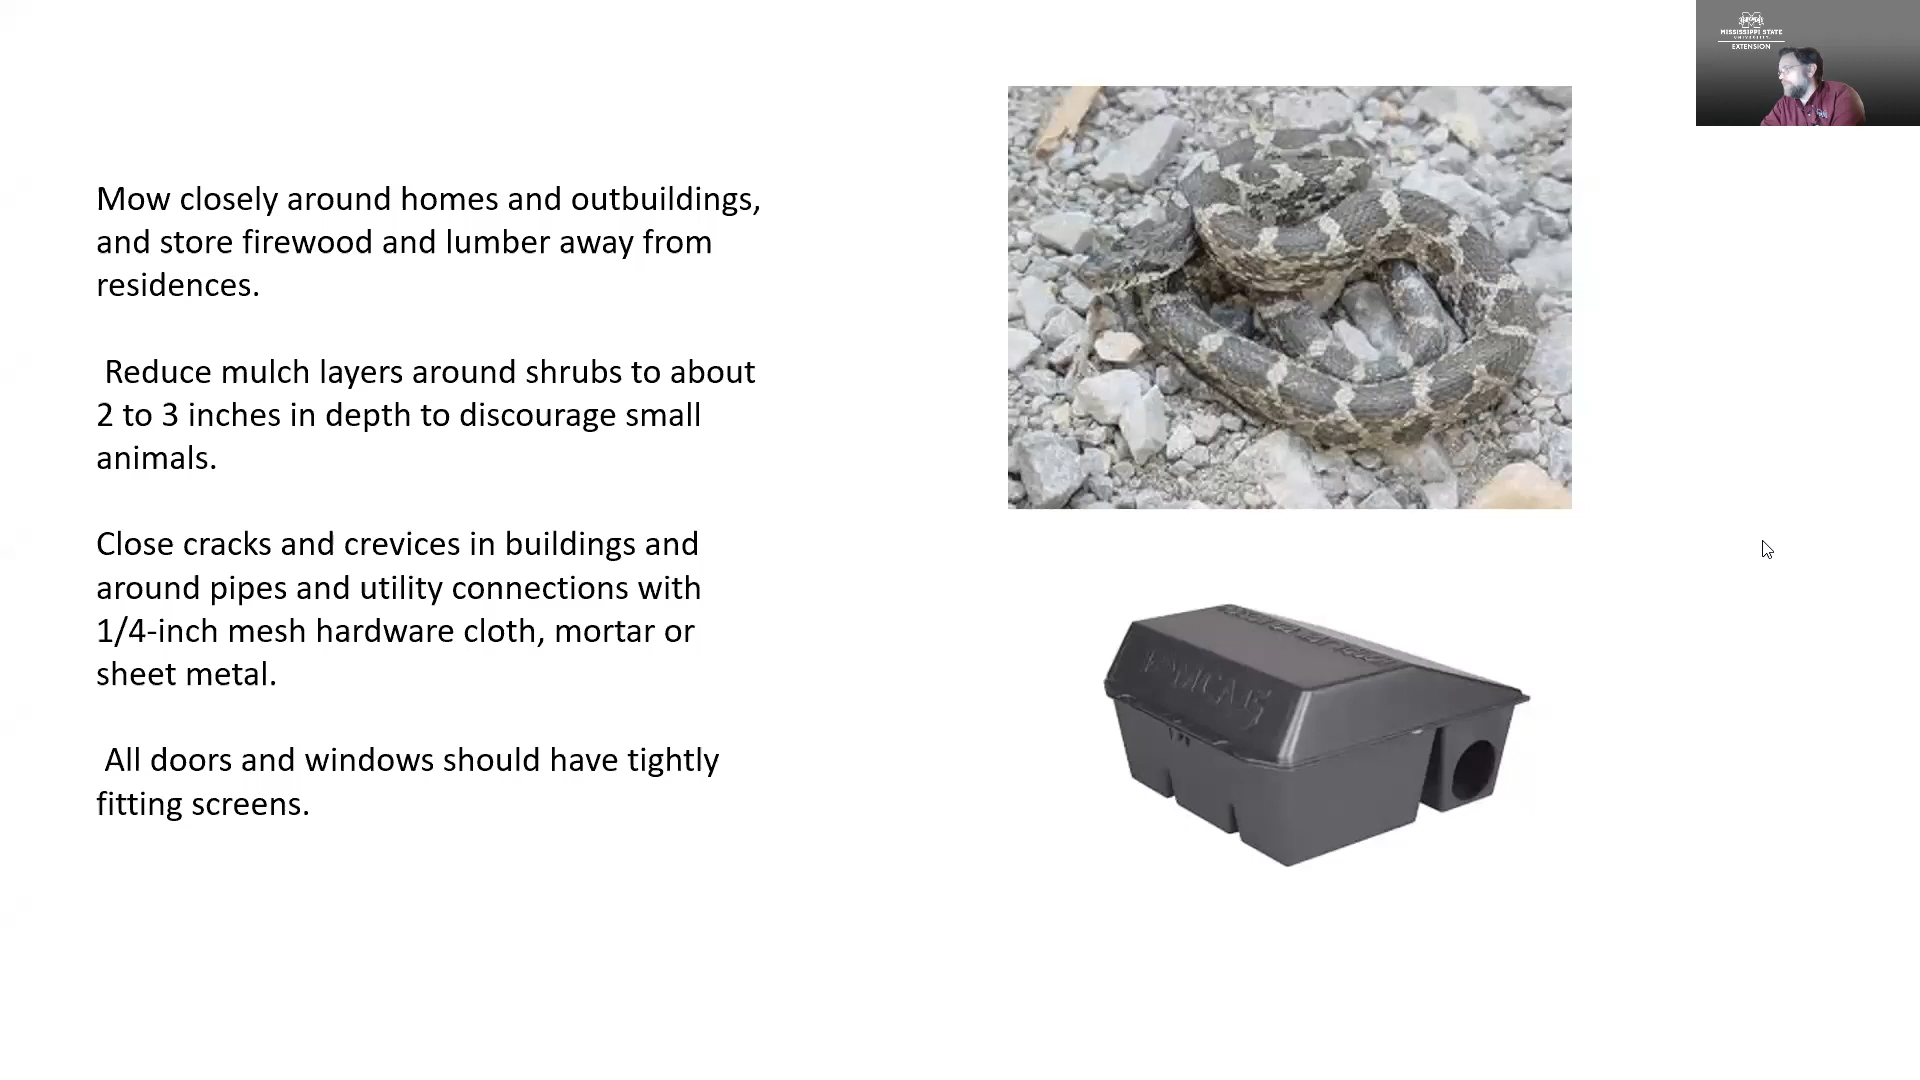 MISSISSIPPI STATE
UNIVERSITY
EXTENSION
Mow closely around homes and outbuildings,
and store firewood and lumber away from
residences.
Reduce mulch layers around shrubs to about
2 to 3 inches in depth to discourage small
animals.
Close cracks and crevices in buildings and
around pipes and utility connections with
1/4-inch mesh hardware cloth, mortar or
sheet metal.
All doors and windows should have tightly
fitting screens.